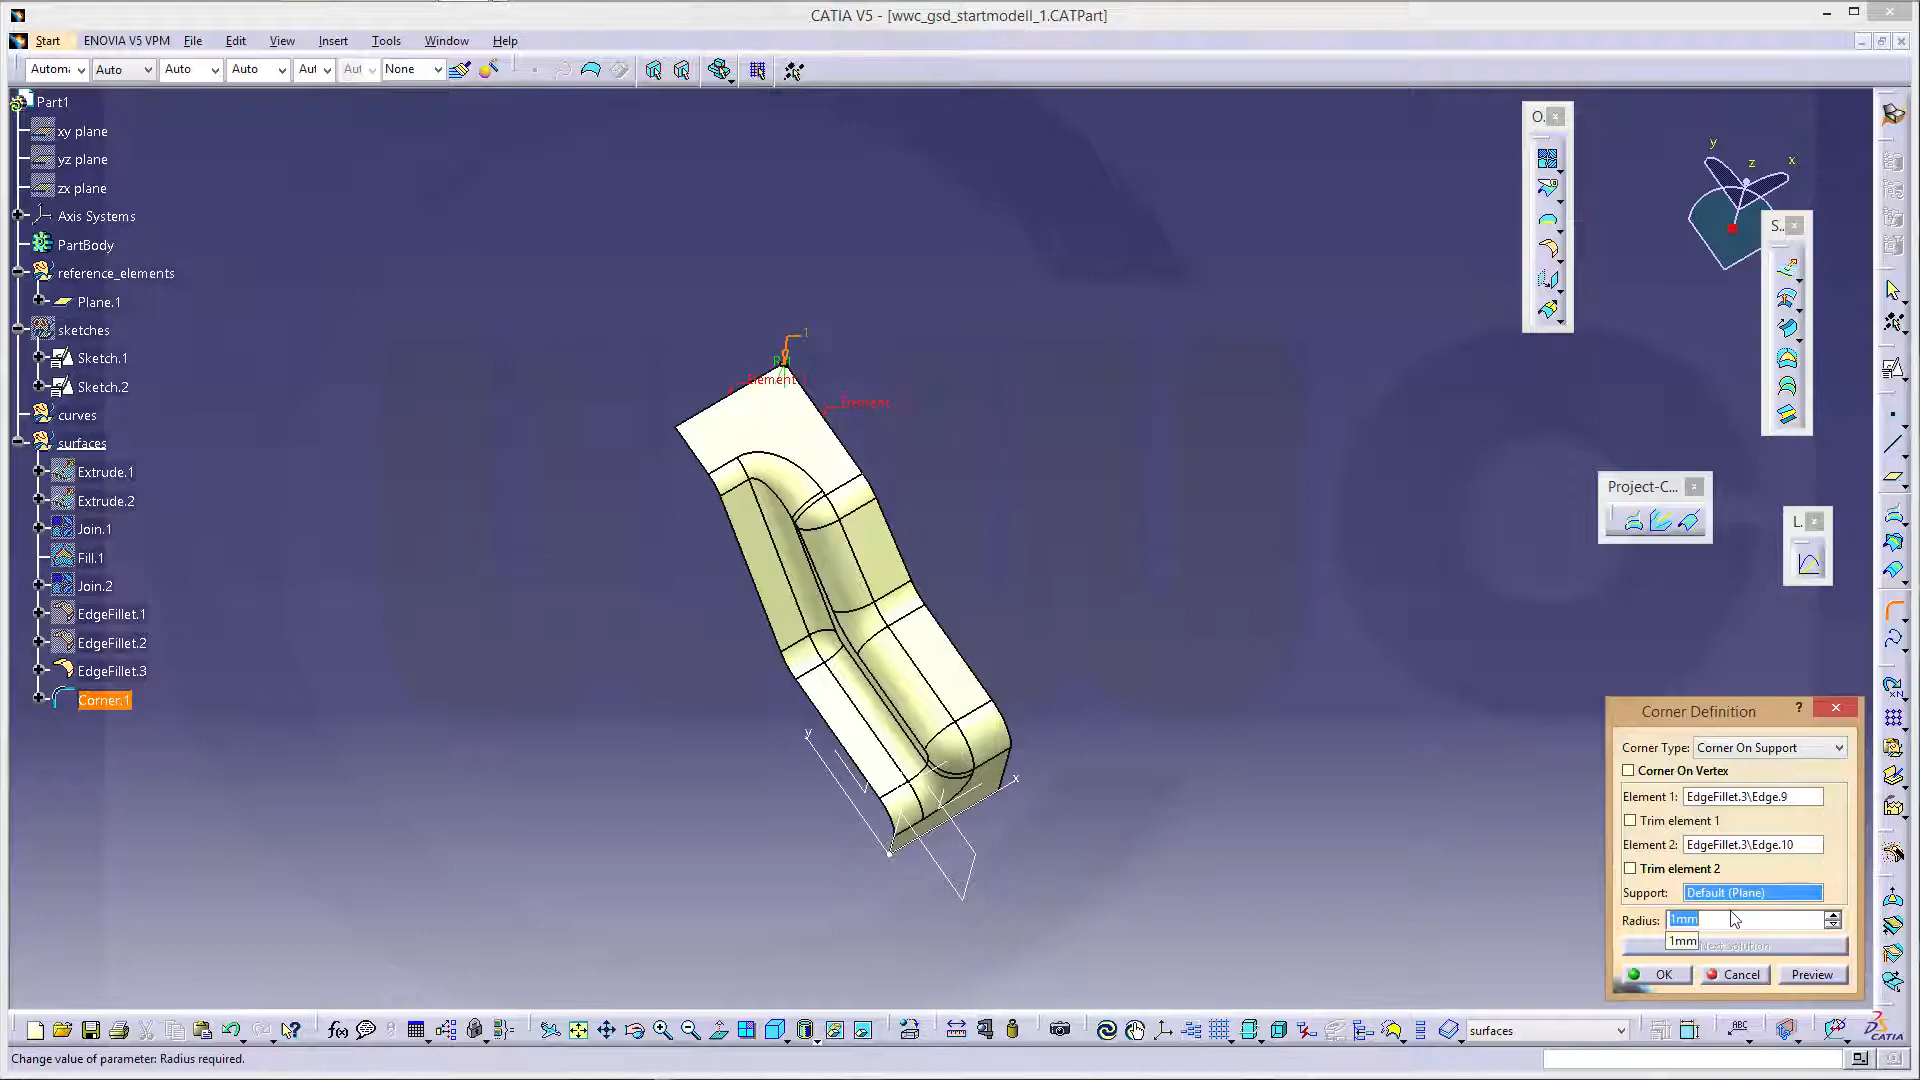 CATIA V5 - [wwc_gsd_startmodell_1.CATPart]
Start ENOVIA V5 VPM File Edit View Insert Tools Window Help
Automa Auto Auto Auto Aut Aut None
Part1
xy plane
yz plane
zx plane
Axis Systems
PartBody
reference_elements
Plane.1
sketches
Sketch.1
Sketch.2
curves
surfaces
Extrude.1
Extrude.2
Join.1
Fill.1
Join.2
EdgeFillet.1
EdgeFillet.2
EdgeFillet.3
Corner.1
1
Element 1
Element
y
x
O.
y
z
x
S..
Project-C...
L.
Corner Definition ?
Corner Type: Corner On Support
Corner On Vertex
Element 1: EdgeFillet.3\Edge.9
Trim element 1
Element 2: EdgeFillet.3\Edge.10
Trim element 2
Support: Default (Plane)
Radius: 1mm
1mm Next Solution
OK Cancel Preview
surfaces
ABC
CATIA
Change value of parameter: Radius required.